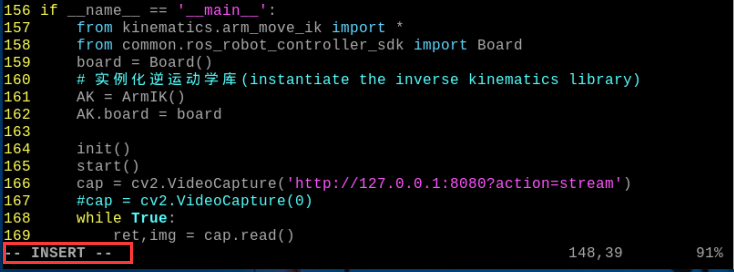 156 if __name__ == '__main__':
157     from kinematics.arm_move_ik import *
158     from common.ros_robot_controller_sdk import Board
159     board = Board()
160     # 实例化逆运动学库(instantiate the inverse kinematics library)
161     AK = ArmIK()
162     AK.board = board
163
164     init()
165     start()
166     cap = cv2.VideoCapture('http://127.0.0.1:8080?action=stream')
167     #cap = cv2.VideoCapture(0)
168     while True:
169         ret,img = cap.read()
-- INSERT -- 148,39 91%